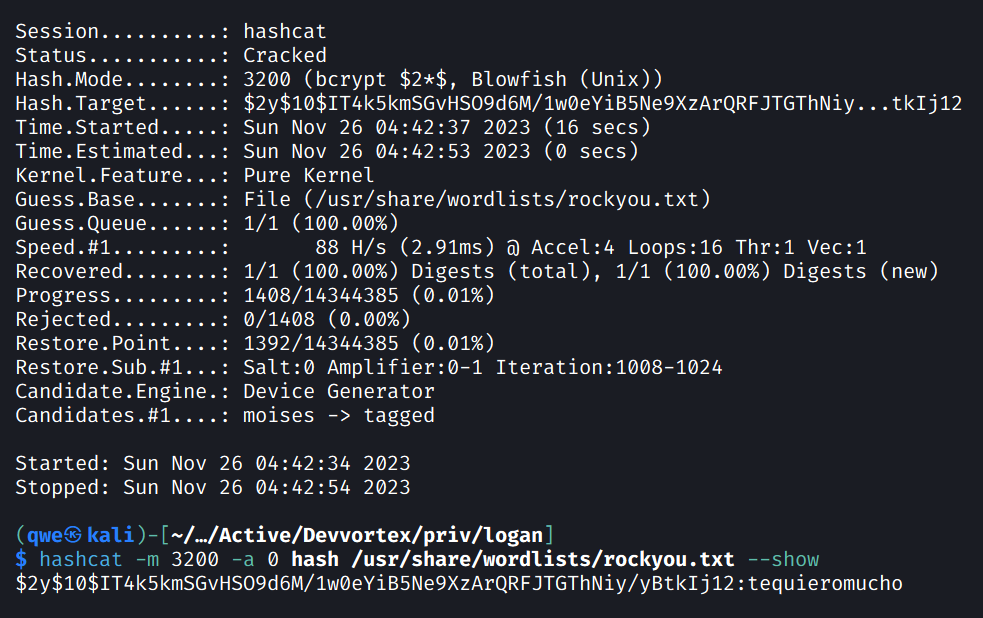 Session..........: hashcat
Status...........: Cracked
Hash.Mode........: 3200 (bcrypt $2*$, Blowfish (Unix))
Hash.Target......: $2y$10$IT4k5kmSGvHSO9d6M/1w0eYiB5Ne9XzArQRFJTGThNiy...tkIj12
Time.Started.....: Sun Nov 26 04:42:37 2023 (16 secs)
Time.Estimated...: Sun Nov 26 04:42:53 2023 (0 secs)
Kernel.Feature...: Pure Kernel
Guess.Base.......: File (/usr/share/wordlists/rockyou.txt)
Guess.Queue......: 1/1 (100.00%)
Speed.#1.........:       88 H/s (2.91ms) @ Accel:4 Loops:16 Thr:1 Vec:1
Recovered........: 1/1 (100.00%) Digests (total), 1/1 (100.00%) Digests (new)
Progress.........: 1408/14344385 (0.01%)
Rejected.........: 0/1408 (0.00%)
Restore.Point....: 1392/14344385 (0.01%)
Restore.Sub.#1...: Salt:0 Amplifier:0-1 Iteration:1008-1024
Candidate.Engine.: Device Generator
Candidates.#1....: moises -> tagged
Started: Sun Nov 26 04:42:34 2023
Stopped: Sun Nov 26 04:42:54 2023
(qwe㉿kali)-[~/…/Active/Devvortex/priv/logan]
$ hashcat -m 3200 -a 0 hash /usr/share/wordlists/rockyou.txt --show
$2y$10$IT4k5kmSGvHSO9d6M/1w0eYiB5Ne9XzArQRFJTGThNiy/yBtkIj12:tequieromucho